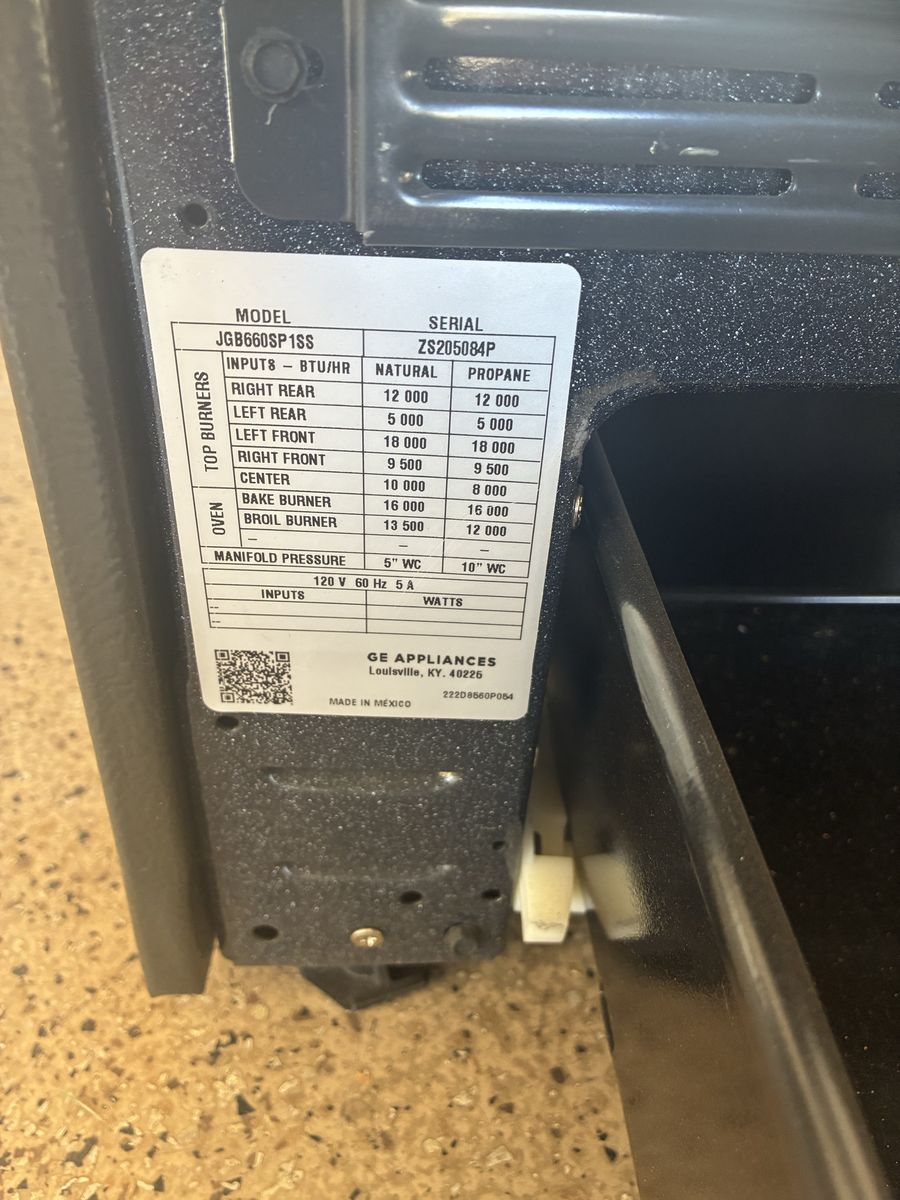 MODEL SERIAL
JGB660SP1SS ZS205084P
TOP BURNERS
INPUTS – BTU/HR NATURAL PROPANE
RIGHT REAR 12 000 12 000
LEFT REAR 5 000 5 000
LEFT FRONT 18 000 18 000
RIGHT FRONT 9 500 9 500
CENTER 10 000 8 000
OVEN
BAKE BURNER 16 000 16 000
BROIL BURNER 13 500 12 000
– – –
MANIFOLD PRESSURE 5" WC 10" WC
120 V 60 Hz 5 A
INPUTS WATTS
--
--
GE APPLIANCES
Louisville, KY. 40225
MADE IN MEXICO 222D8560P054